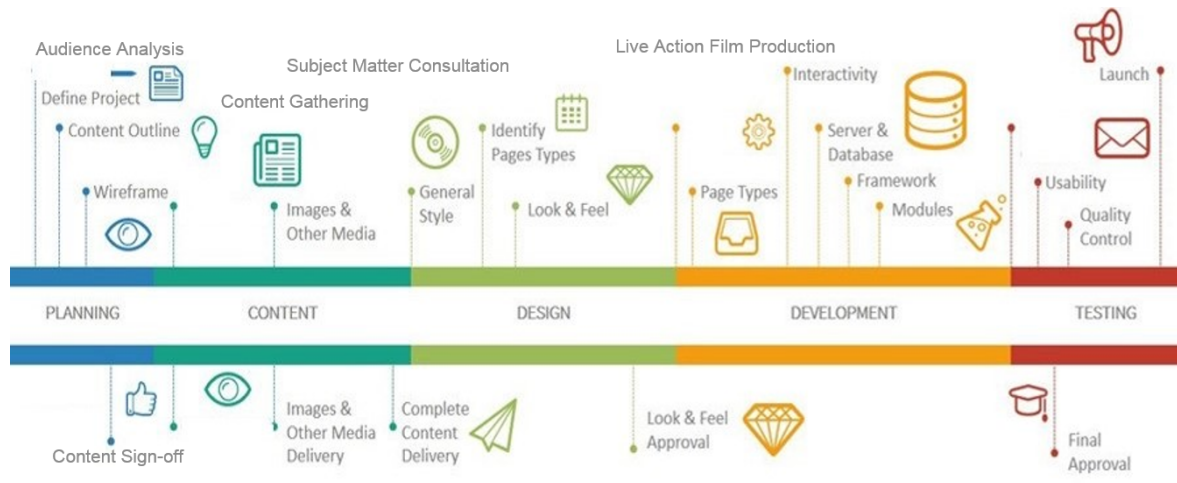 Audience Analysis
Define Project
Content Outline
Wireframe
Subject Matter Consultation
Content Gathering
Images &
Other Media
General
Style
Identify
Pages Types
Look & Feel
Live Action Film Production
Page Types
Interactivity
Server &
Database
Framework
Modules
Launch
Usability
Quality
Control
PLANNING
CONTENT
DESIGN
DEVELOPMENT
TESTING
Content Sign-off
Images &
Other Media
Delivery
Complete
Content
Delivery
Look & Feel
Approval
Final
Approval